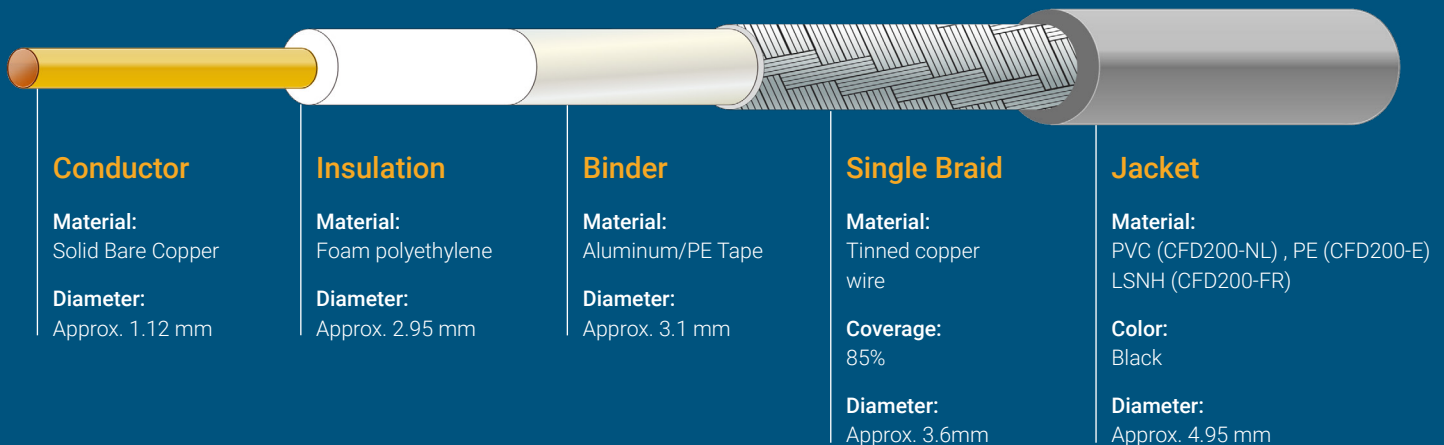 Conductor
Material:
Solid Bare Copper
Diameter:
Approx. 1.12 mm
Insulation
Material:
Foam polyethylene
Diameter:
Approx. 2.95 mm
Binder
Material:
Aluminum/PE Tape
Diameter:
Approx. 3.1 mm
Single Braid
Material:
Tinned copper
wire
Coverage:
85%
Diameter:
Approx. 3.6mm
Jacket
Material:
PVC (CFD200-NL) , PE (CFD200-E)
LSNH (CFD200-FR)
Color:
Black
Diameter:
Approx. 4.95 mm